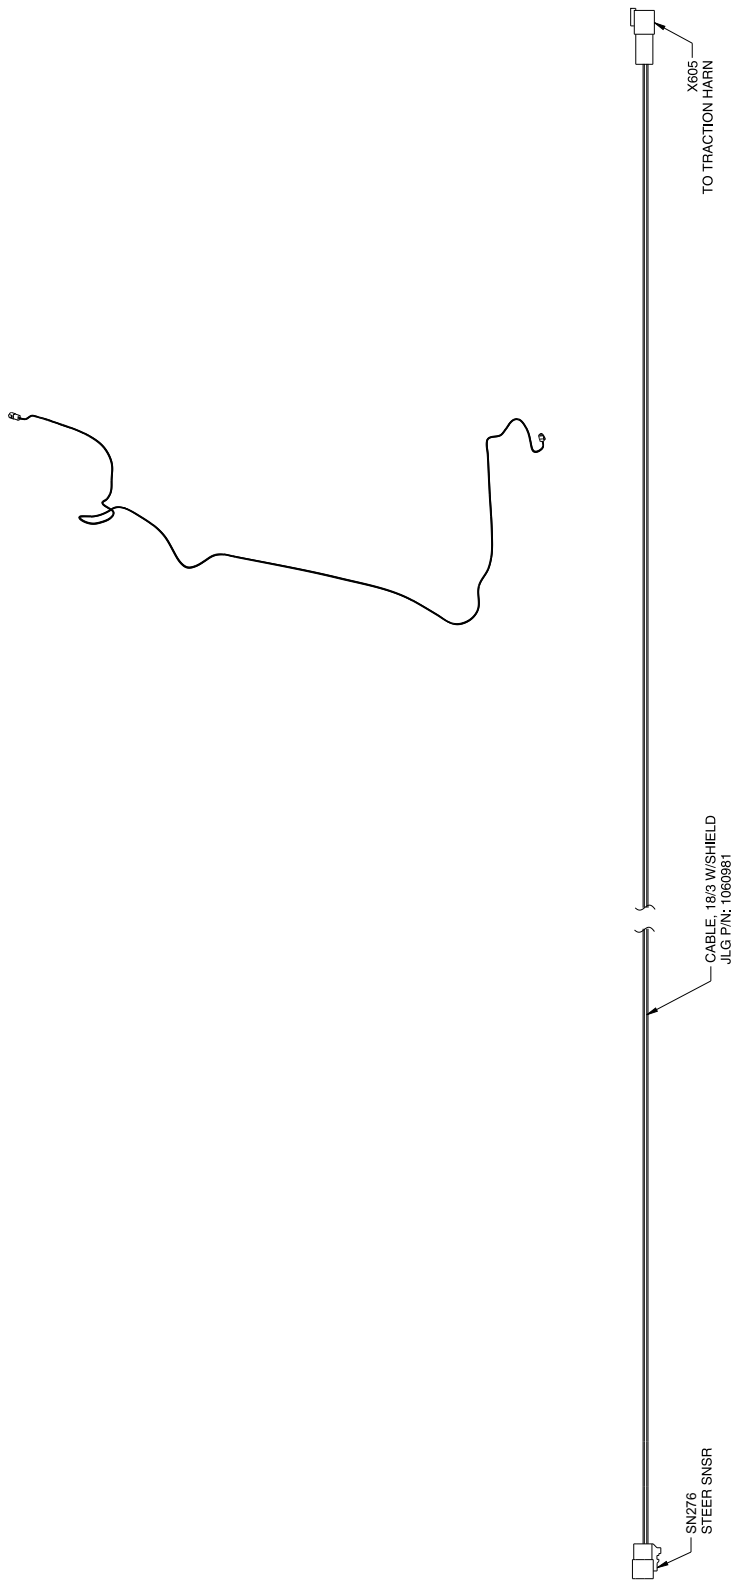 X605
TO TRACTION HARN
CABLE, 18/3 W/SHIELD
JLG P/N: 1060981
SN276
STEER SNSR